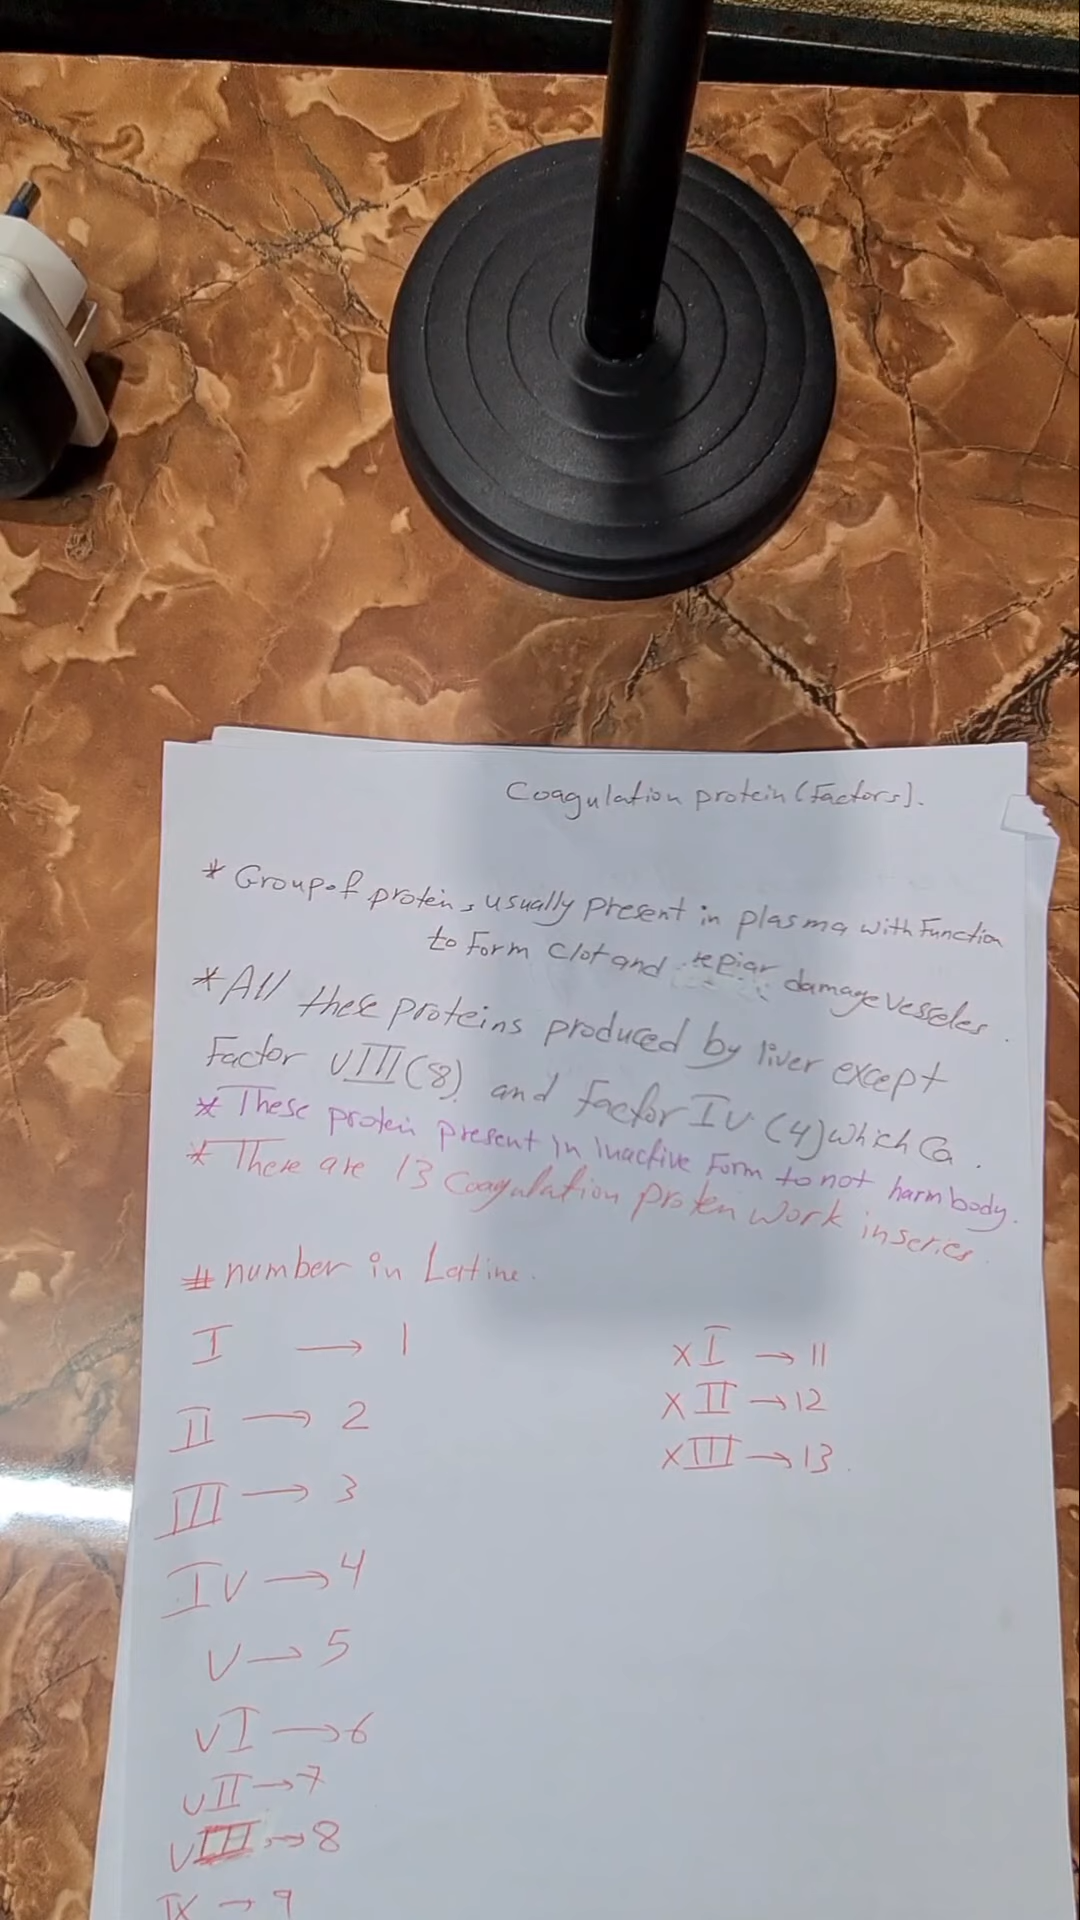 Coagulation protein (Factors).
* Group of protein, usually present in plasma with Function
to Form Clot and repiar damage vesseles.
* All these proteins produced by liver except
Factor VIII (8) and Factor IV (4) which Ca.
* These protein present in inactive Form to not harm body.
* There are 13 Coagulation protein work in series.
# number in Latine.
I → 1
II → 2
III → 3
IV → 4
V → 5
VI → 6
VII → 7
VIII → 8
IX → 9
XI → 11
XII → 12
XIII → 13.